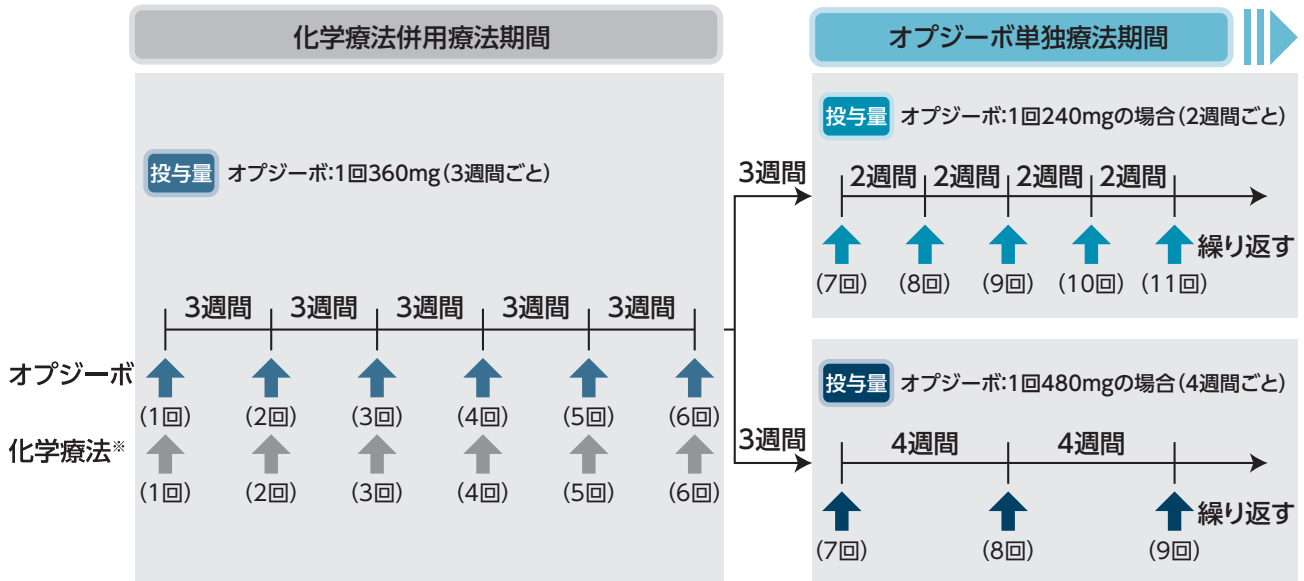 化学療法併用療法期間
投与量 オプジーボ:1回360mg(3週間ごと)
3週間 3週間 3週間 3週間 3週間
オプジーボ
(1回) (2回) (3回) (4回) (5回) (6回)
化学療法※
(1回) (2回) (3回) (4回) (5回) (6回)
オプジーボ単独療法期間
3週間
投与量 オプジーボ:1回240mgの場合(2週間ごと)
2週間 2週間 2週間 2週間
繰り返す
(7回) (8回) (9回) (10回) (11回)
3週間
投与量 オプジーボ:1回480mgの場合(4週間ごと)
4週間 4週間
繰り返す
(7回) (8回) (9回)